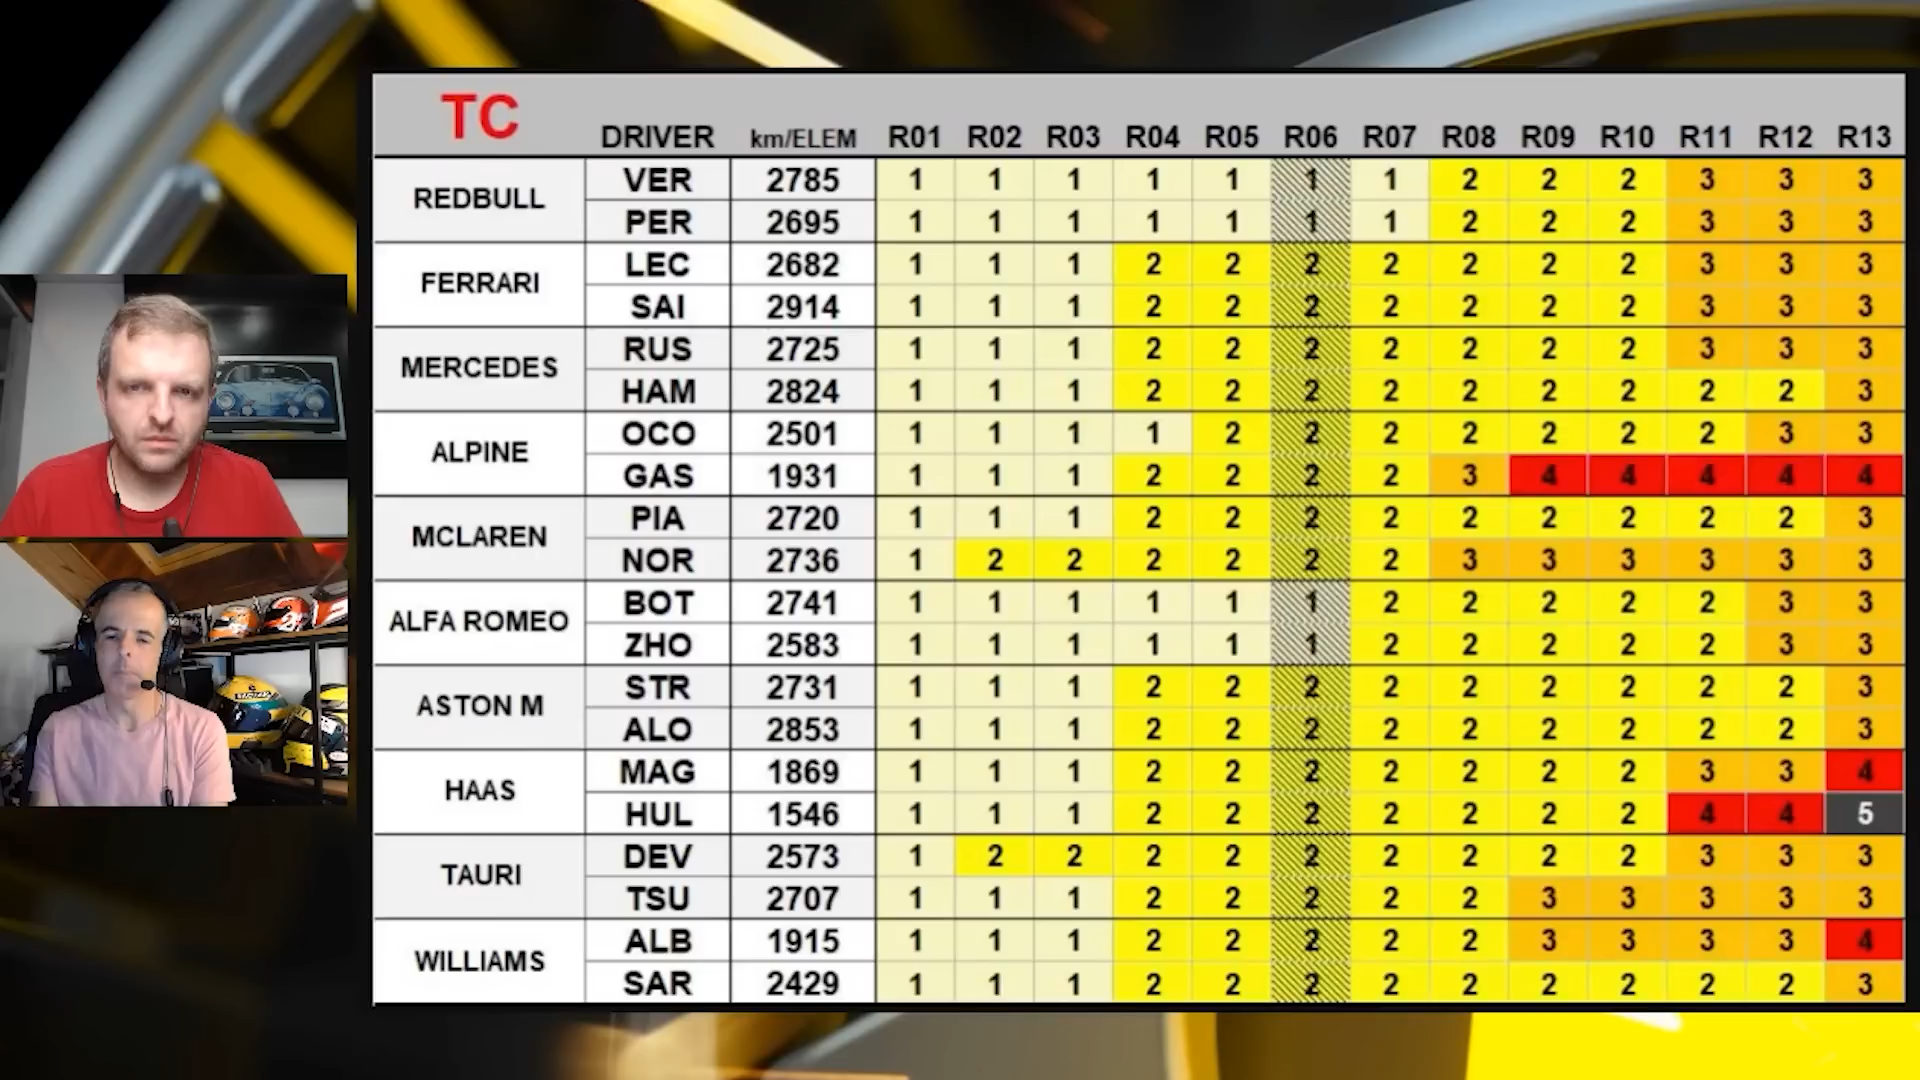 TC DRIVER km/ELEM R01 R02 R03 R04 R05 R06 R07 R08 R09 R10 R11 R12 R13
REDBULL
VER 2785 1 1 1 1 1 1 1 2 2 2 3 3 3
PER 2695 1 1 1 1 1 1 1 2 2 2 3 3 3
FERRARI
LEC 2682 1 1 1 2 2 2 2 2 2 2 3 3 3
SAI 2914 1 1 1 2 2 2 2 2 2 2 3 3 3
MERCEDES
RUS 2725 1 1 1 2 2 2 2 2 2 2 3 3 3
HAM 2824 1 1 1 2 2 2 2 2 2 2 2 2 3
ALPINE
OCO 2501 1 1 1 1 2 2 2 2 2 2 2 3 3
GAS 1931 1 1 1 2 2 2 2 3 4 4 4 4 4
MCLAREN
PIA 2720 1 1 1 2 2 2 2 2 2 2 2 2 3
NOR 2736 1 2 2 2 2 2 2 3 3 3 3 3 3
ALFA ROMEO
BOT 2741 1 1 1 1 1 1 2 2 2 2 2 3 3
ZHO 2583 1 1 1 1 1 1 2 2 2 2 2 3 3
ASTON M
STR 2731 1 1 1 2 2 2 2 2 2 2 2 2 3
ALO 2853 1 1 1 2 2 2 2 2 2 2 2 2 3
HAAS
MAG 1869 1 1 1 2 2 2 2 2 2 2 3 3 4
HUL 1546 1 1 1 2 2 2 2 2 2 2 4 4 5
TAURI
DEV 2573 1 2 2 2 2 2 2 2 2 2 3 3 3
TSU 2707 1 1 1 2 2 2 2 2 3 3 3 3 3
WILLIAMS
ALB 1915 1 1 1 2 2 2 2 2 3 3 3 3 4
SAR 2429 1 1 1 2 2 2 2 2 2 2 2 2 3